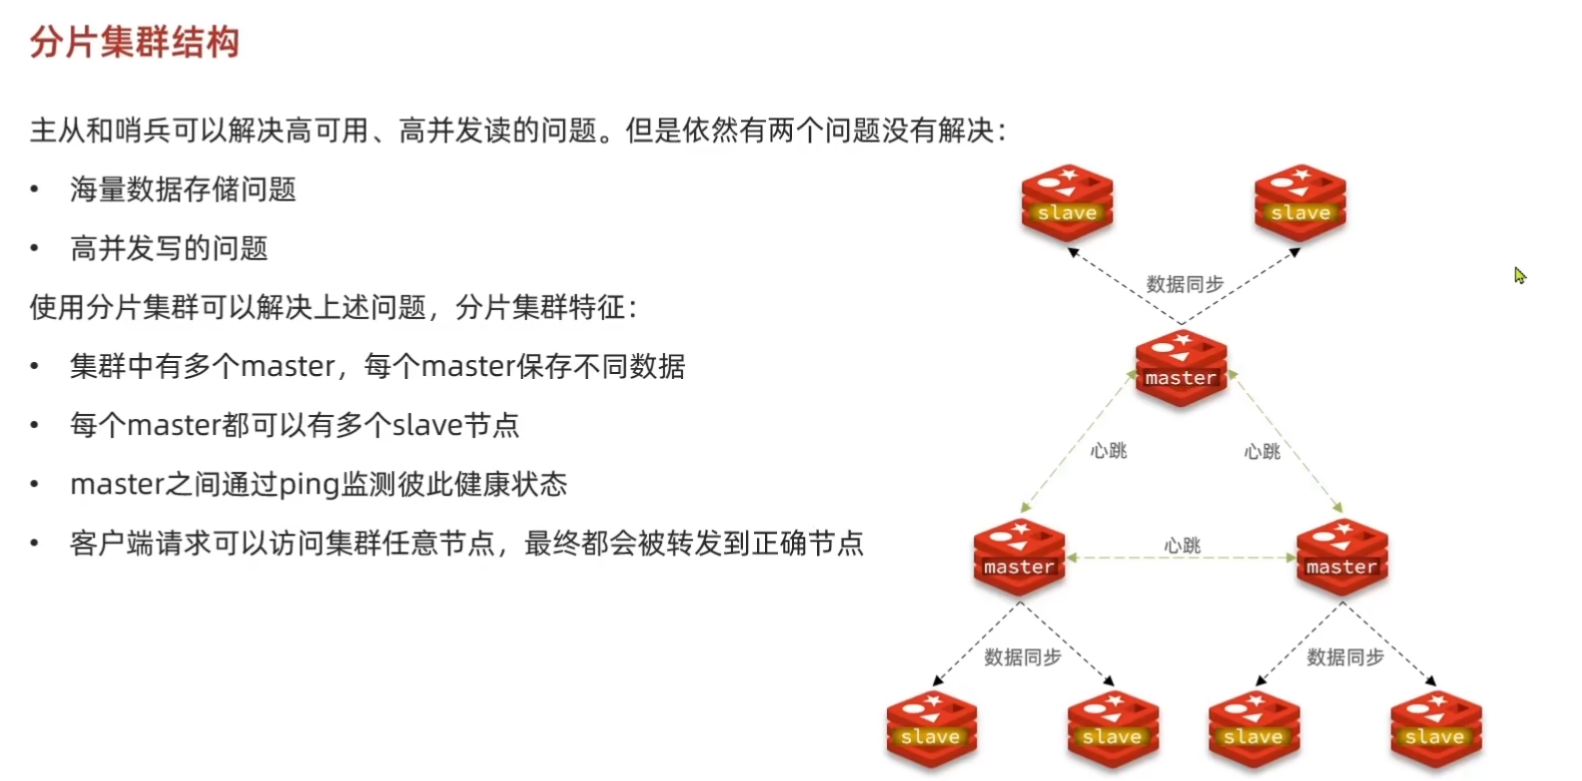 分片集群结构
主从和哨兵可以解决高可用、高并发读的问题。但是依然有两个问题没有解决：
• 海量数据存储问题
• 高并发写的问题
使用分片集群可以解决上述问题，分片集群特征：
• 集群中有多个master，每个master保存不同数据
• 每个master都可以有多个slave节点
• master之间通过ping监测彼此健康状态
• 客户端请求可以访问集群任意节点，最终都会被转发到正确节点
slave
slave
数据同步
master
心跳
心跳
master
心跳
master
数据同步
数据同步
slave
slave
slave
slave